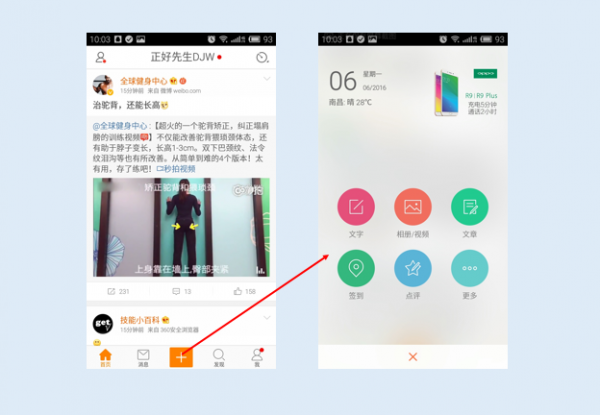 10:03
93
正好先生DJW
全球健身中心
15分钟前 来自 微博 weibo.com
治驼背，还能长高
@全球健身中心：【超火的一个驼背矫正，纠正塌肩
膀的训练视频】不仅能改善驼背猥琐颈体态，还
有助于脖子变长，长高1-3cm。双下巴颈纹、法令
纹泪沟等也有所改善。从简单到难的4个版本！太
有用，存了练吧！秒拍视频
矫正驼背和猥琐颈
上身靠在墙上,臀部夹紧
231
13
158
get
技能小百科
15分钟前 来自 360安全浏览器
首页
消息
发现
我
10:03
93
06
星期一
06/2016
南昌: 晴 28℃
OPPO
R9 | R9 Plus
充电5分钟
通话2小时
文字
相册/视频
文章
签到
点评
更多